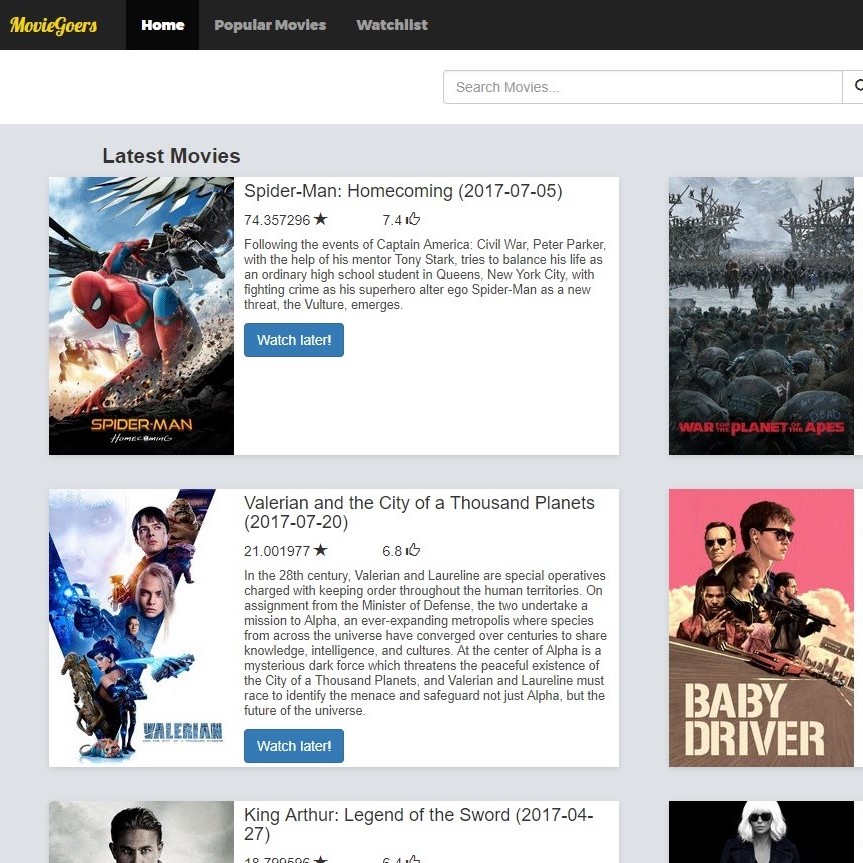 MovieGoers
Home
Popular Movies
Watchlist
Search Movies...
Latest Movies
Spider-Man: Homecoming (2017-07-05)
74.357296
7.4
Following the events of Captain America: Civil War, Peter Parker,
with the help of his mentor Tony Stark, tries to balance his life as
an ordinary high school student in Queens, New York City, with
fighting crime as his superhero alter ego Spider-Man as a new
threat, the Vulture, emerges.
Watch later!
SPIDER-MAN
HOMECOMING
WAR FOR THE PLANET OF THE APES
Valerian and the City of a Thousand Planets
(2017-07-20)
21.001977
6.8
In the 28th century, Valerian and Laureline are special operatives
charged with keeping order throughout the human territories. On
assignment from the Minister of Defense, the two undertake a
mission to Alpha, an ever-expanding metropolis where species
from across the universe have converged over centuries to share
knowledge, intelligence, and cultures. At the center of Alpha is a
mysterious dark force which threatens the peaceful existence of
the City of a Thousand Planets, and Valerian and Laureline must
race to identify the menace and safeguard not just Alpha, but the
future of the universe.
Watch later!
VALERIAN
AND THE CITY OF A THOUSAND PLANETS
BABY
DRIVER
King Arthur: Legend of the Sword (2017-04-
27)
18.799596
6.4